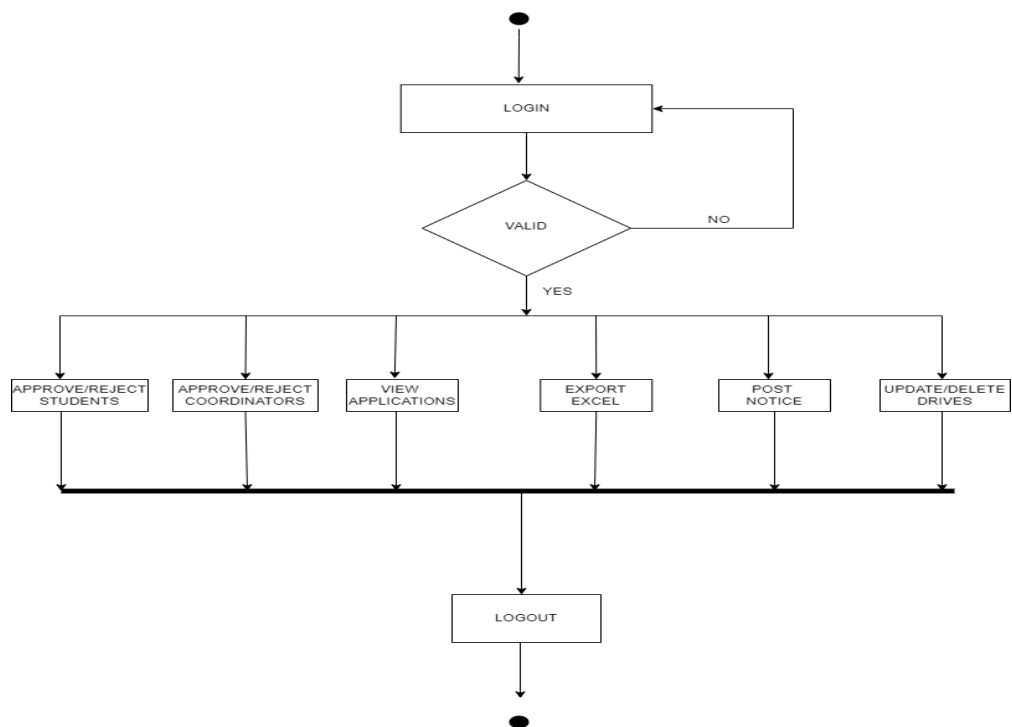 LOGIN
VALID
NO
YES
APPROVE/REJECT
STUDENTS
APPROVE/REJECT
COORDINATORS
VIEW
APPLICATIONS
EXPORT
EXCEL
POST
NOTICE
UPDATE/DELETE
DRIVES
LOGOUT